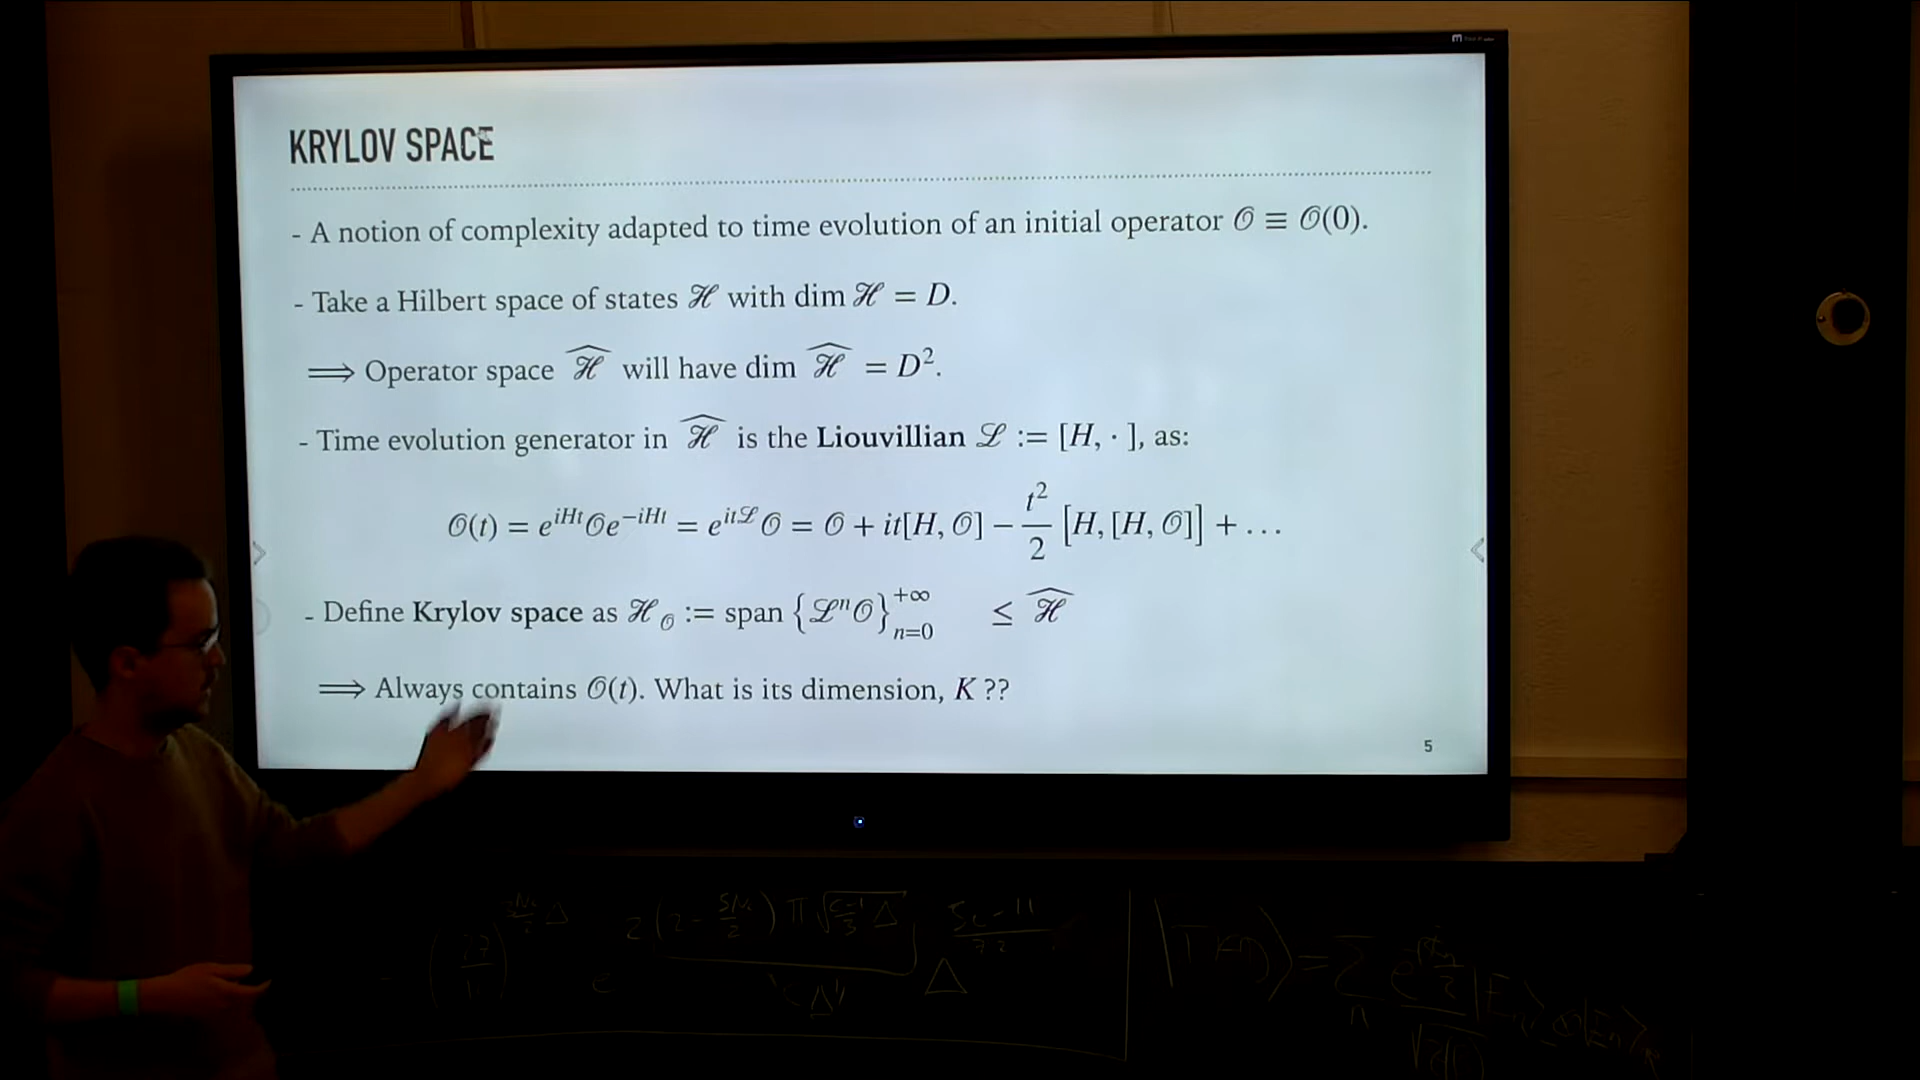 KRYLOV SPACE
- A notion of complexity adapted to time evolution of an initial operator 𝒪 ≡ 𝒪(0).
- Take a Hilbert space of states ℋ with dim ℋ = D.
⟹ Operator space ℋ̂ will have dim ℋ̂ = D².
- Time evolution generator in ℋ̂ is the Liouvillian ℒ := [H, · ], as:
𝒪(t) = e^{iHt}𝒪e^{−iHt} = e^{itℒ}𝒪 = 𝒪 + it[H, 𝒪] − t²/2 [H, [H, 𝒪]] + …
- Define Krylov space as ℋ_𝒪 := span {ℒⁿ𝒪}_{n=0}^{+∞} ≤ ℋ̂
⟹ Always contains 𝒪(t). What is its dimension, K ??
5